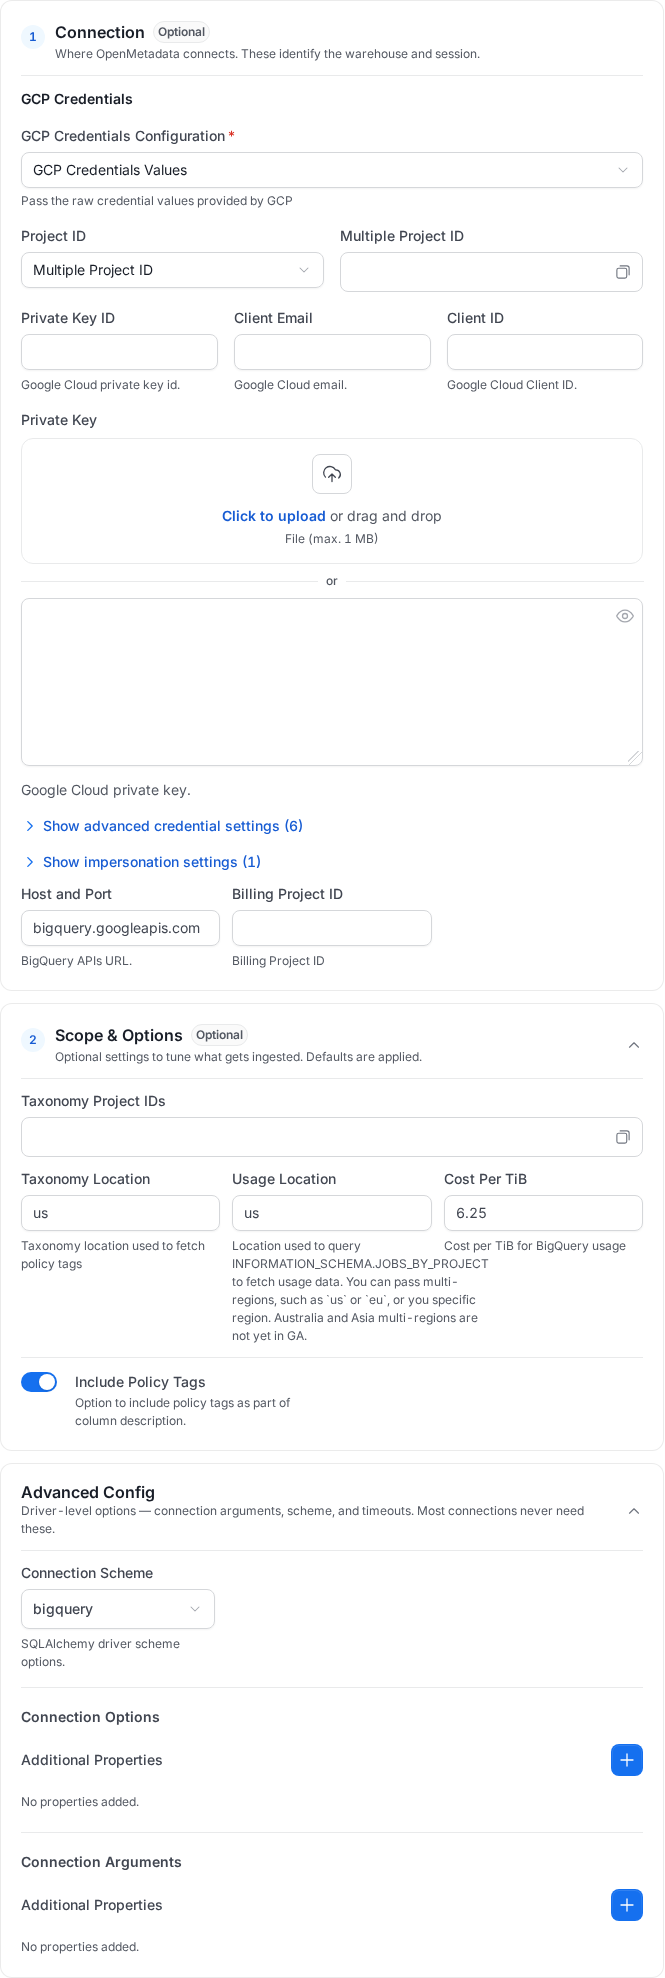 1
Connection
Optional
Where OpenMetadata connects. These identify the warehouse and session.
GCP Credentials
GCP Credentials Configuration *
GCP Credentials Values
Pass the raw credential values provided by GCP
Project ID
Multiple Project ID
Multiple Project ID
Private Key ID
Client Email
Client ID
Google Cloud private key id.
Google Cloud email.
Google Cloud Client ID.
Private Key
Click to upload or drag and drop
File (max. 1 MB)
or
Google Cloud private key.
Show advanced credential settings (6)
Show impersonation settings (1)
Host and Port
Billing Project ID
bigquery.googleapis.com
BigQuery APIs URL.
Billing Project ID
2
Scope & Options
Optional
Optional settings to tune what gets ingested. Defaults are applied.
Taxonomy Project IDs
Taxonomy Location
Usage Location
Cost Per TiB
us
us
6.25
Taxonomy location used to fetch
policy tags
Location used to query
INFORMATION_SCHEMA.JOBS_BY_PROJECT
to fetch usage data. You can pass multi-
regions, such as `us` or `eu`, or you specific
region. Australia and Asia multi-regions are
not yet in GA.
Cost per TiB for BigQuery usage
Include Policy Tags
Option to include policy tags as part of
column description.
Advanced Config
Driver-level options — connection arguments, scheme, and timeouts. Most connections never need
these.
Connection Scheme
bigquery
SQLAlchemy driver scheme
options.
Connection Options
Additional Properties
No properties added.
Connection Arguments
Additional Properties
No properties added.